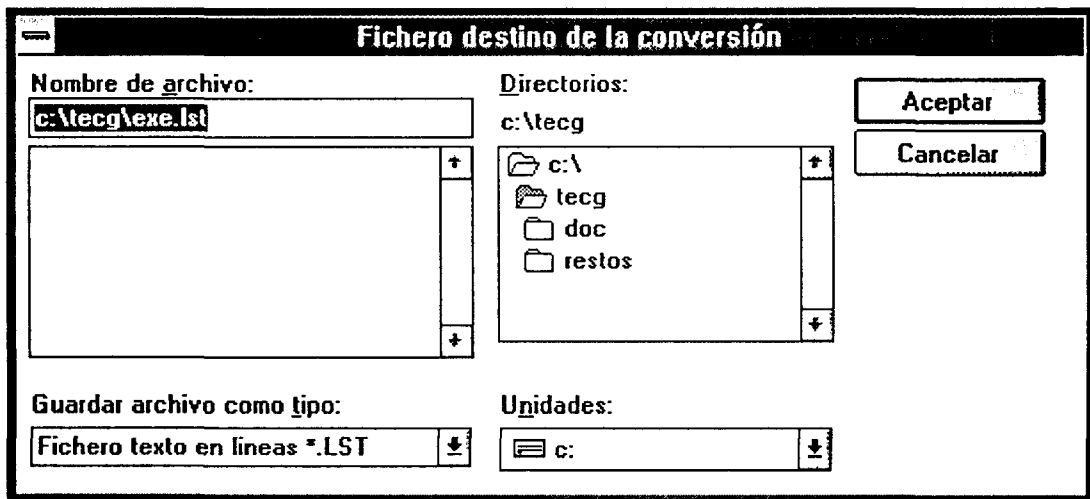 Fichero destino de la conversión
Nombre de archivo:
c:\tecg\exe.lst
Directorios:
c:\tecg
c:\
tecg
doc
restos
Aceptar
Cancelar
Guardar archivo como tipo:
Fichero texto en lineas *.LST
Unidades:
c: